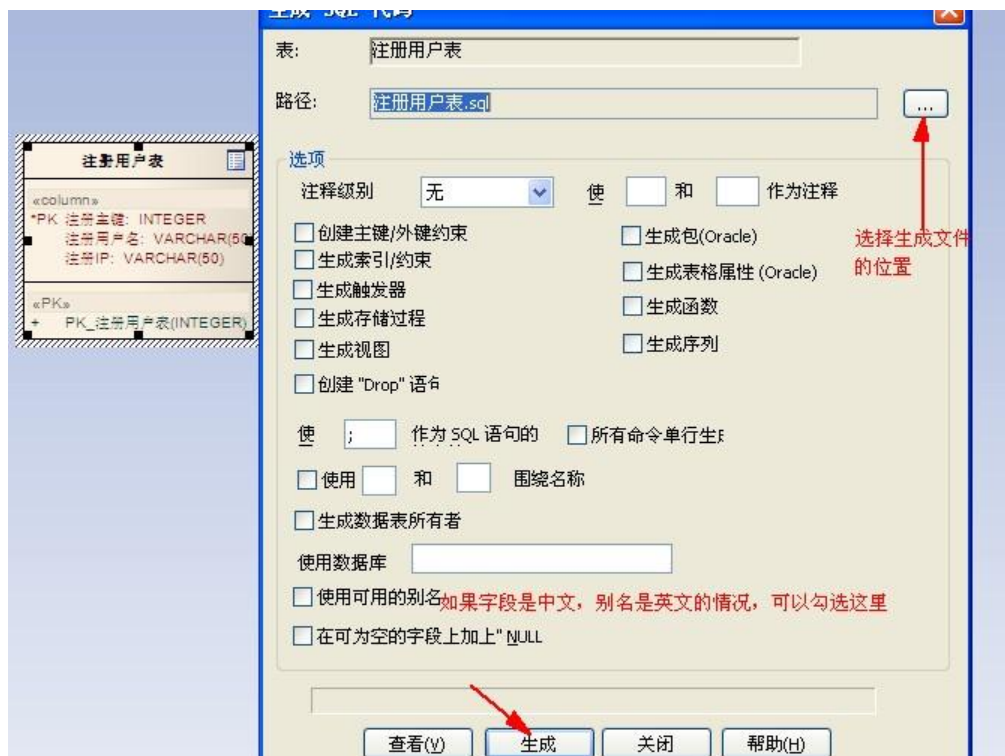 生成 SQL 代码
表: 注册用户表
路径: 注册用户表.sql ...
注册用户表
«column»
*PK 注册主键: INTEGER
注册用户名: VARCHAR(50
注册IP: VARCHAR(50)
«PK»
+ PK_注册用户表(INTEGER)
选项
注释级别 无 使 和 作为注释
创建主键/外键约束
生成索引/约束
生成触发器
生成存储过程
生成视图
创建 "Drop" 语句
生成包(Oracle)
生成表格属性 (Oracle)
生成函数
生成序列
选择生成文件
的位置
使 ; 作为 SQL 语句的 所有命令单行生成
使用 和 围绕名称
生成数据表所有者
使用数据库
使用可用的别名 如果字段是中文，别名是英文的情况，可以勾选这里
在可为空的字段上加上" NULL
查看(V) 生成 关闭 帮助(H)